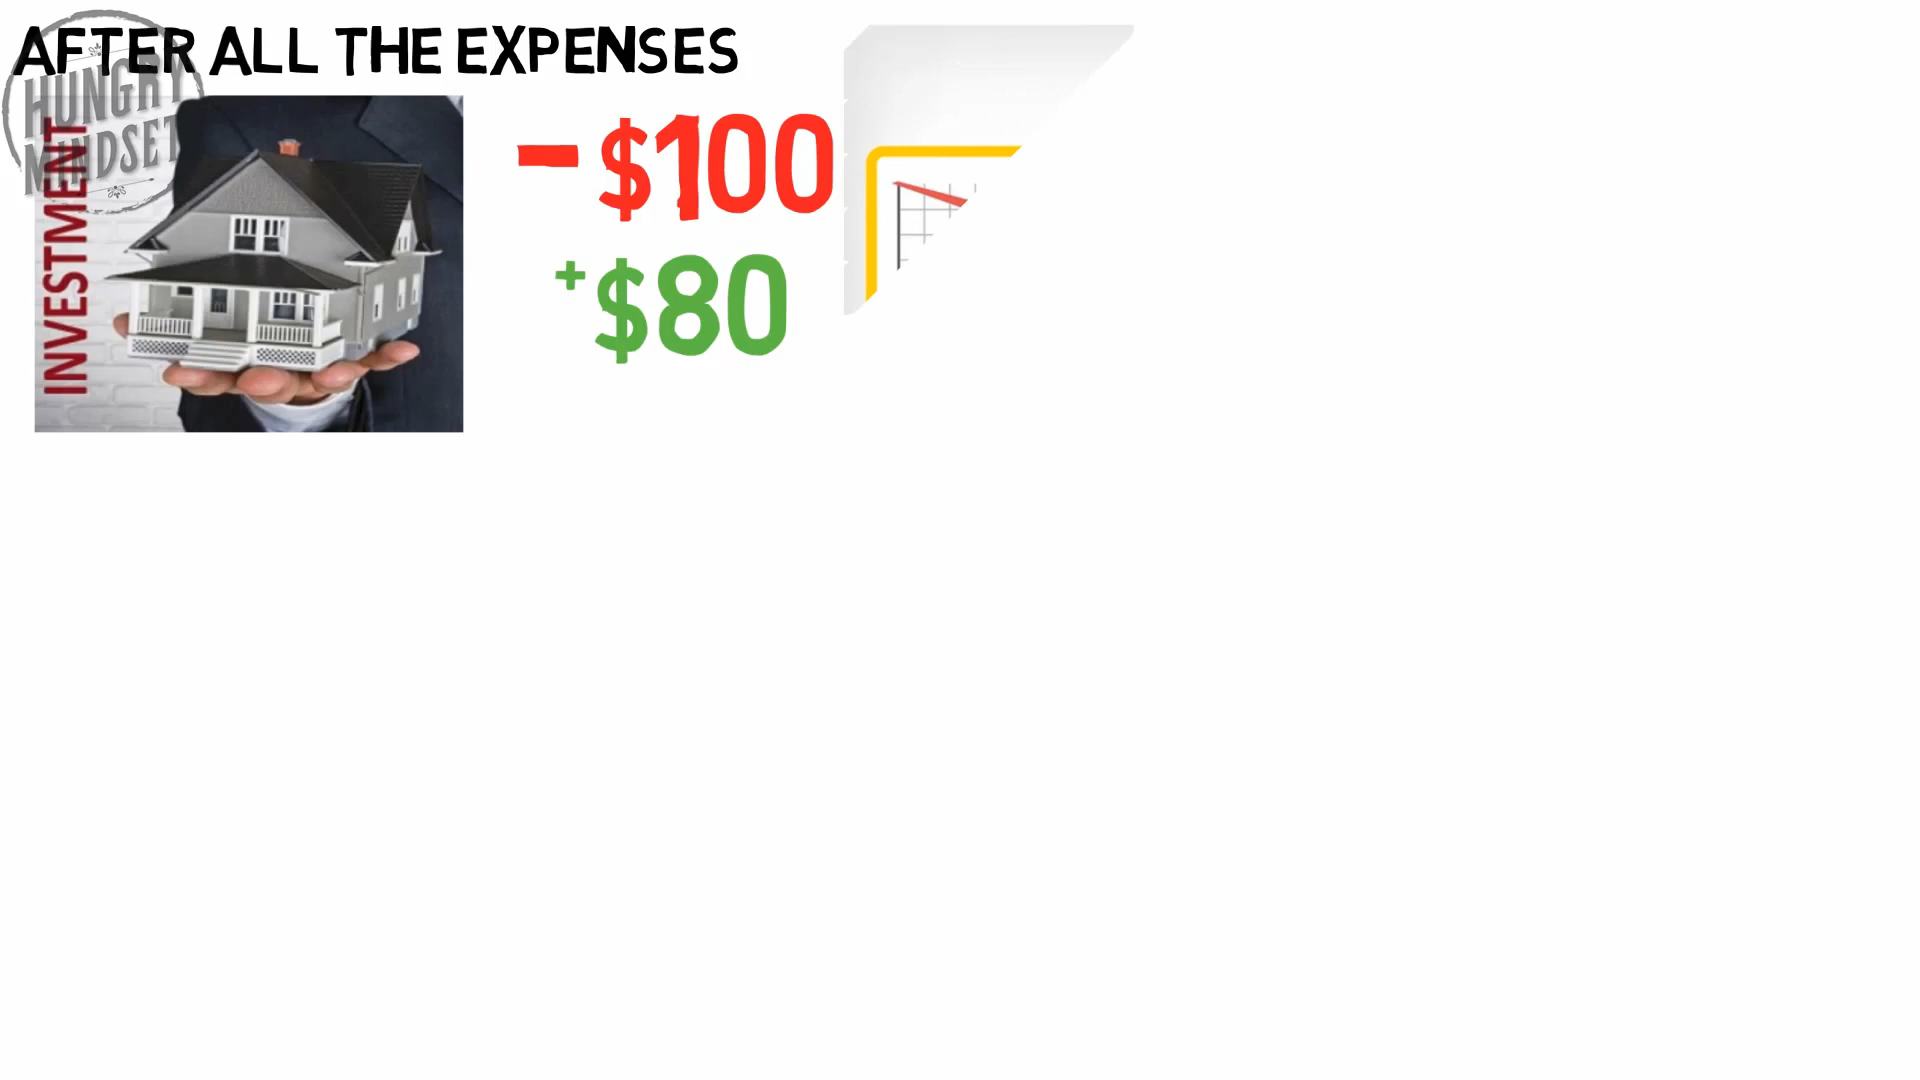 AFTER ALL THE EXPENSES
HUNGRY
MINDSET
INVESTMENT
- $100
+$80